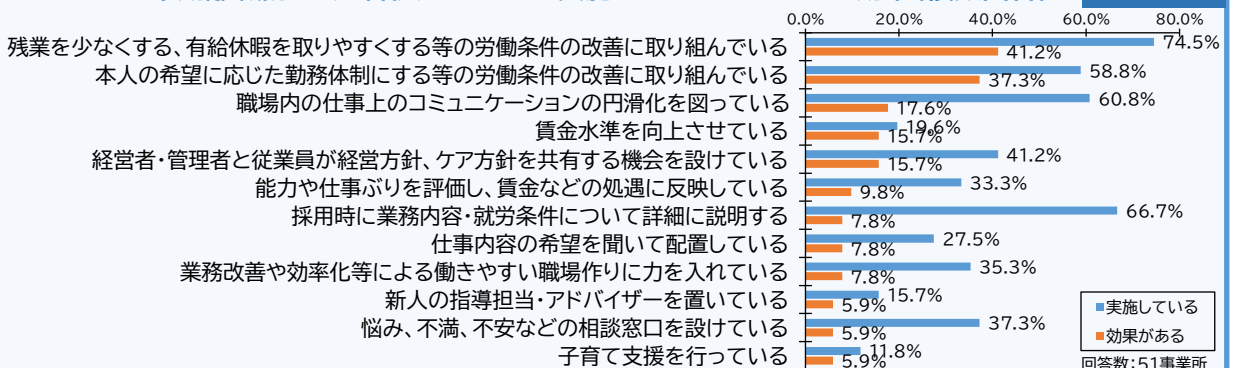 0.0% 20.0% 40.0% 60.0% 80.0%
残業を少なくする、有給休暇を取りやすくする等の労働条件の改善に取り組んでいる 74.5%
41.2%
本人の希望に応じた勤務体制にする等の労働条件の改善に取り組んでいる 58.8%
37.3%
職場内の仕事上のコミュニケーションの円滑化を図っている 60.8%
17.6%
賃金水準を向上させている 19.6%
15.7%
経営者・管理者と従業員が経営方針、ケア方針を共有する機会を設けている 41.2%
15.7%
能力や仕事ぶりを評価し、賃金などの処遇に反映している 33.3%
9.8%
採用時に業務内容・就労条件について詳細に説明する 66.7%
7.8%
仕事内容の希望を聞いて配置している 27.5%
7.8%
業務改善や効率化等による働きやすい職場作りに力を入れている 35.3%
7.8%
新人の指導担当・アドバイザーを置いている 15.7%
5.9%
悩み、不満、不安などの相談窓口を設けている 37.3%
5.9%
子育て支援を行っている 11.8%
5.9%
実施している
効果がある
回答数：51事業所